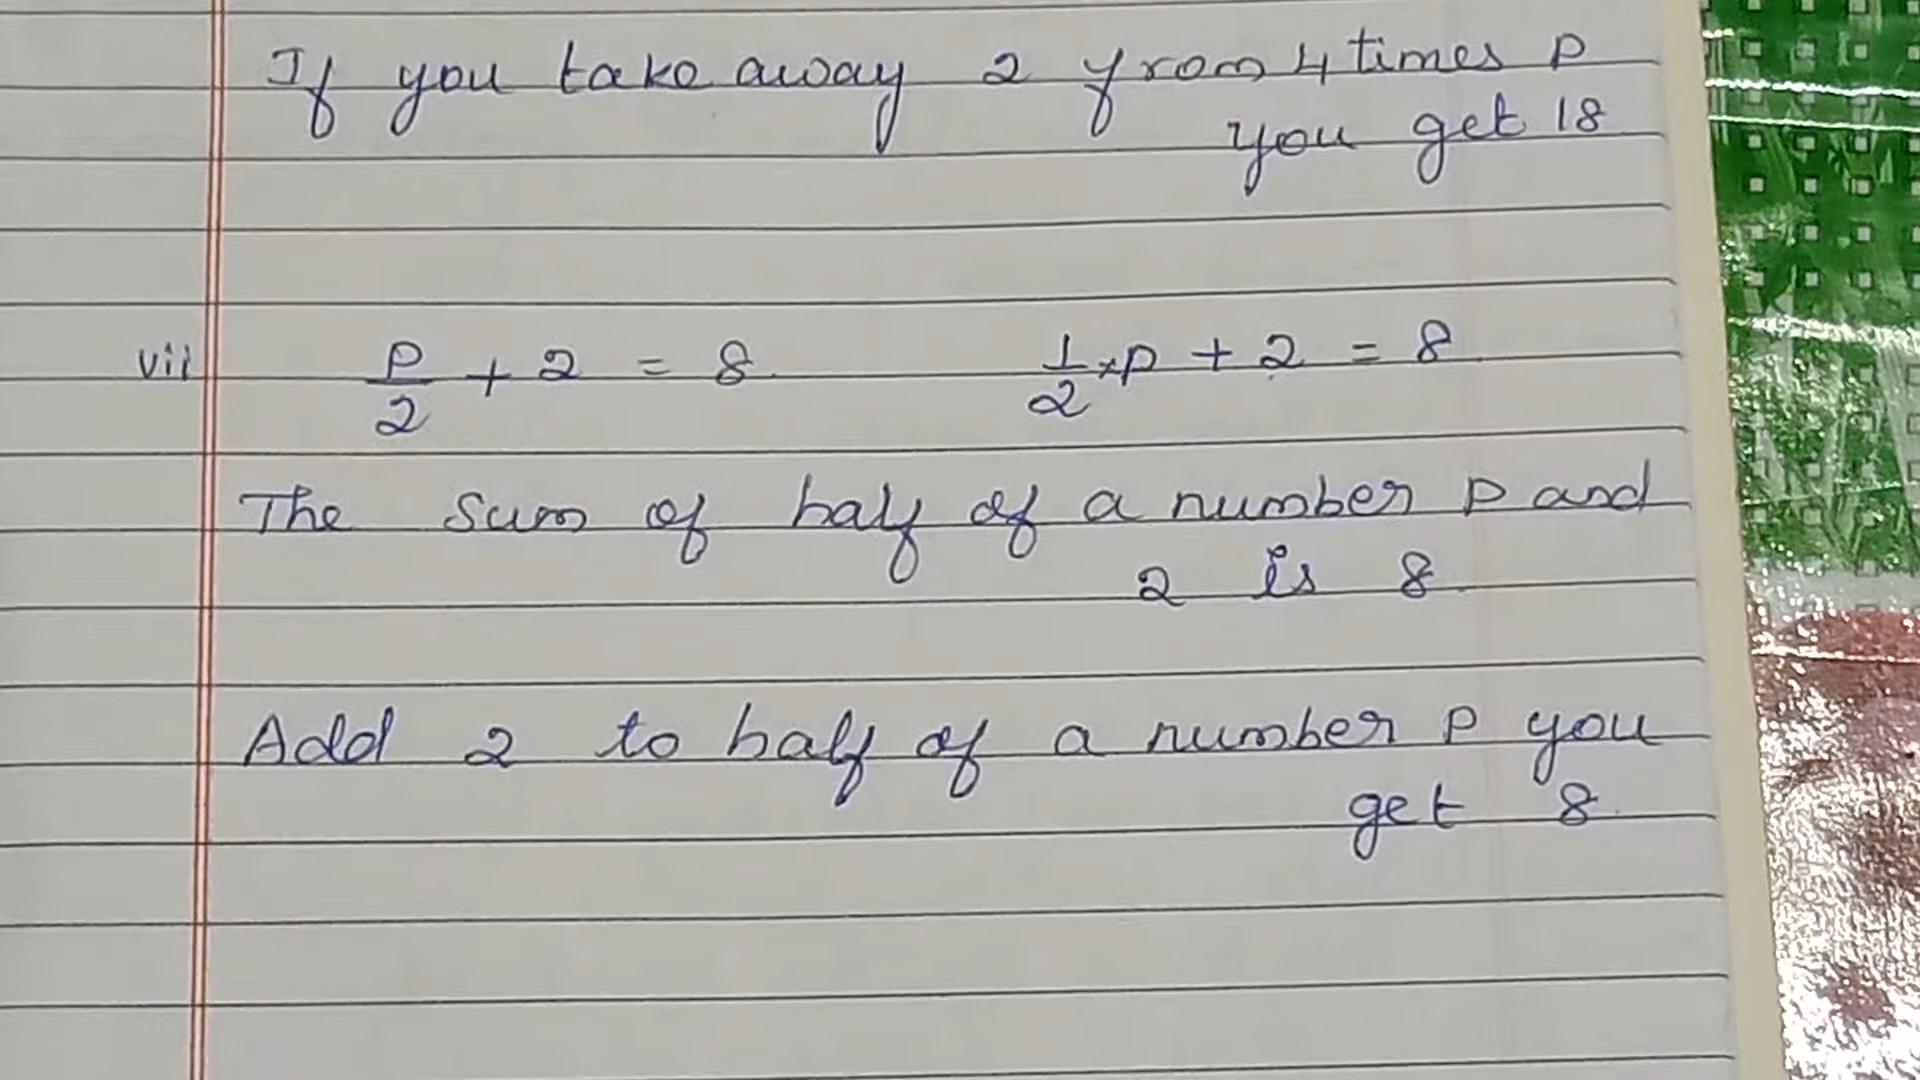 If you take away 2 from 4 times p
you get 18
vii p/2 + 2 = 8 1/2 × p + 2 = 8
The sum of half of a number p and
2 is 8
Add 2 to half of a number p you
get 8